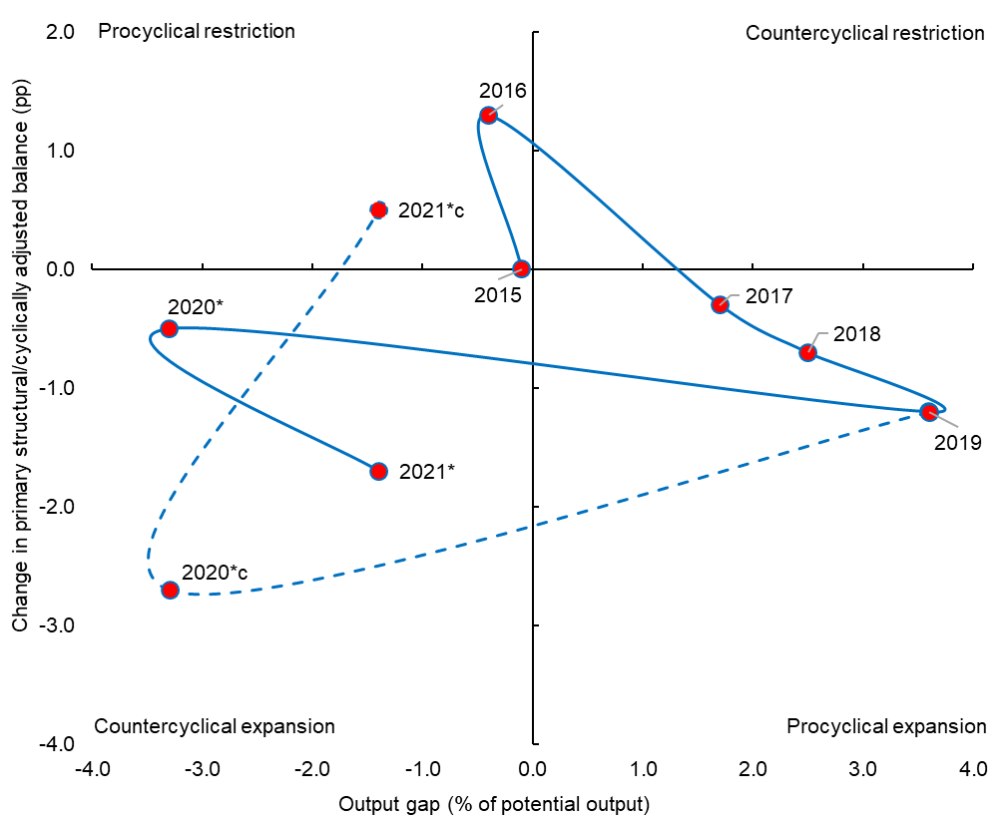 Procyclical restriction
Countercyclical restriction
2.0
1.0
0.0
-1.0
-2.0
-3.0
-4.0
Change in primary structural/cyclically adjusted balance (pp)
2016
2021*c
2015
2020*
2017
2018
2019
2021*
2020*c
Countercyclical expansion
Procyclical expansion
-4.0
-3.0
-2.0
-1.0
0.0
1.0
2.0
3.0
4.0
Output gap (% of potential output)